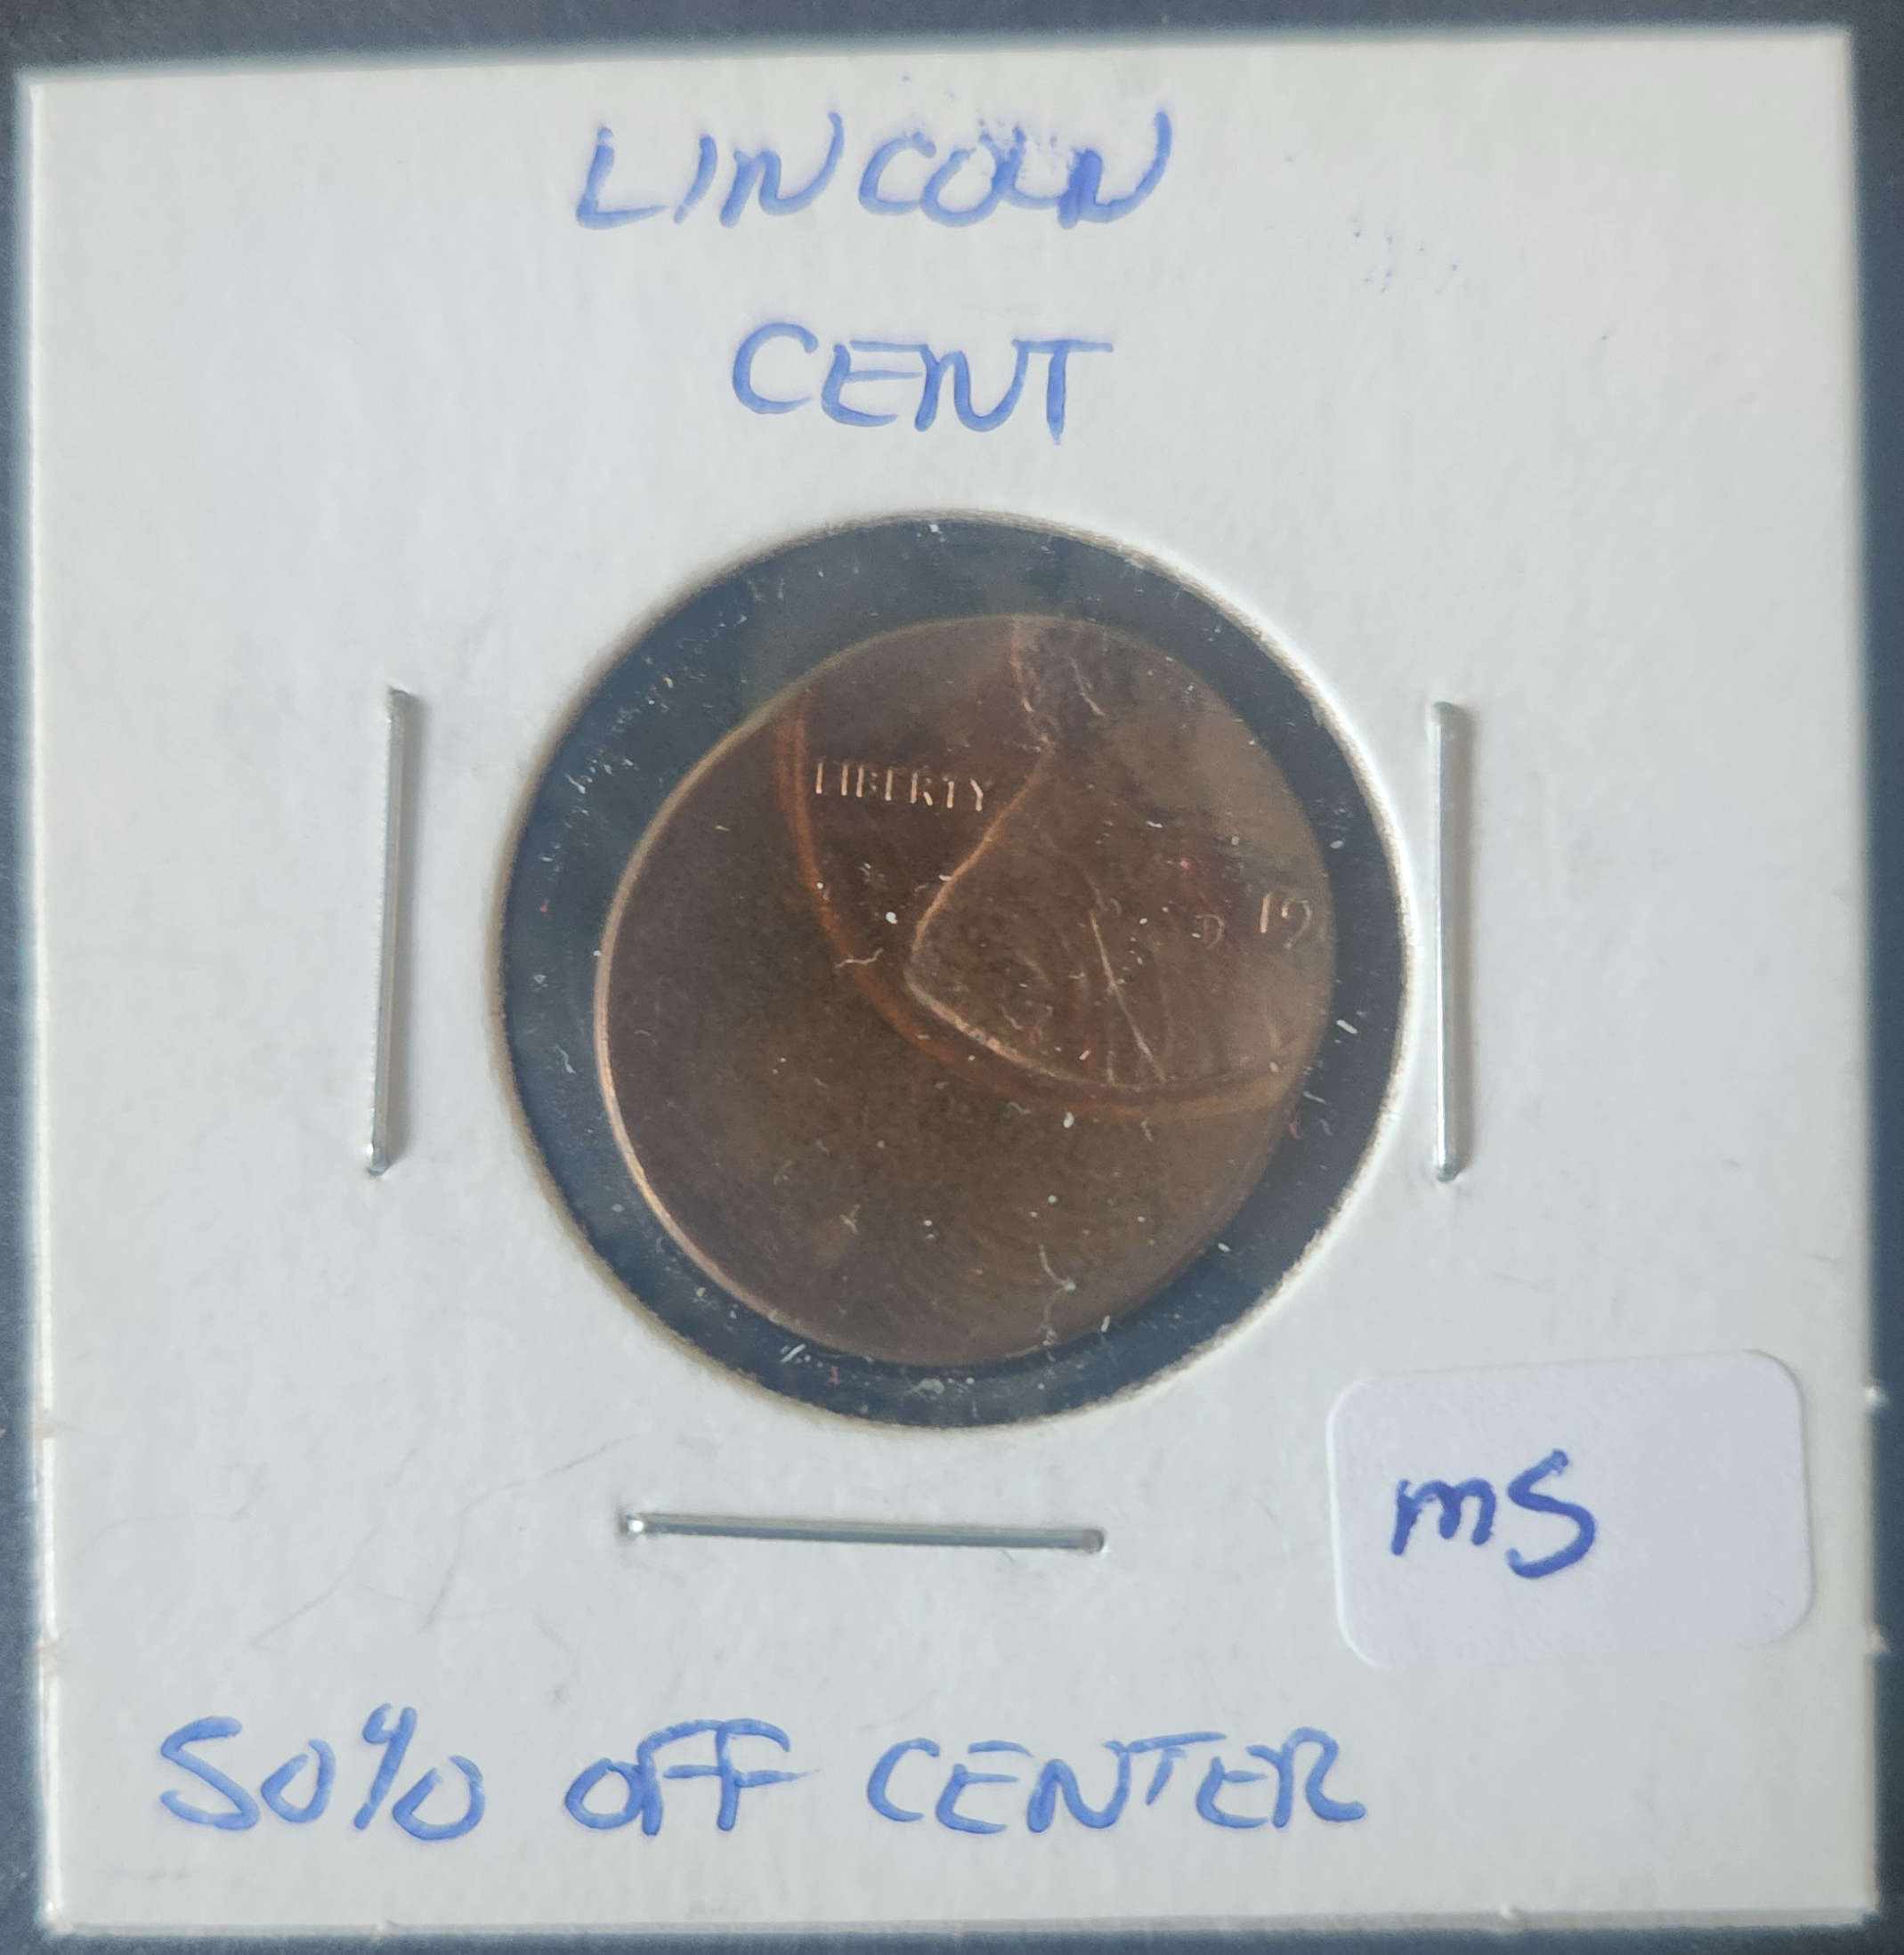 LINCOLN
CENT
LIBERTY
19
D
mS
50% OFF CENTER